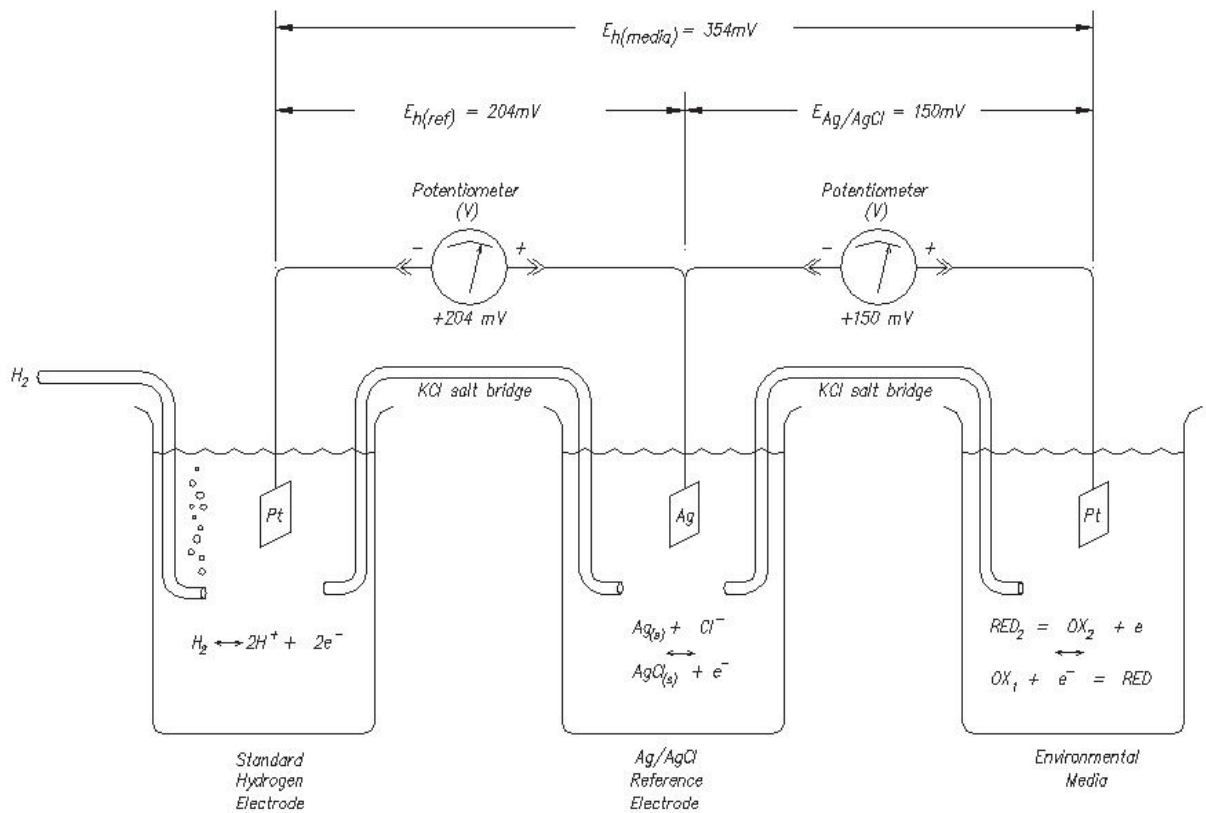 E_h(media) = 354mV
E_h(ref) = 204mV
E_Ag/AgCl = 150mV
Potentiometer
(V)
- +
+204 mV
Potentiometer
(V)
- +
+150 mV
H₂
KCl salt bridge
KCl salt bridge
Pt
Ag
Pt
H₂ ↔ 2H⁺ + 2e⁻
Ag(s) + Cl⁻
↔
AgCl(s) + e⁻
RED₂ = OX₂ + e
↔
OX₁ + e⁻ = RED
Standard
Hydrogen
Electrode
Ag/AgCl
Reference
Electrode
Environmental
Media